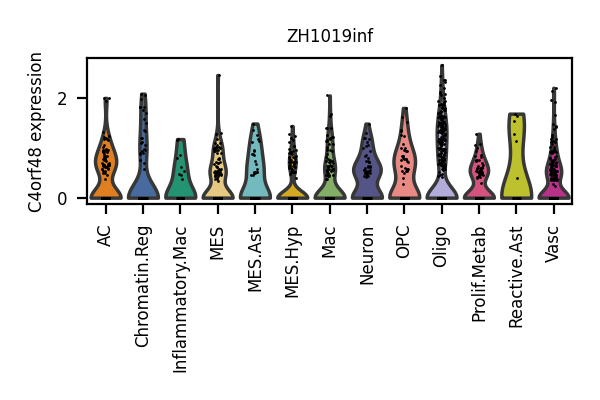 ZH1019inf
C4orf48 expression
2
0
AC
Chromatin.Reg
Inflammatory.Mac
MES
MES.Ast
MES.Hyp
Mac
Neuron
OPC
Oligo
Prolif.Metab
Reactive.Ast
Vasc